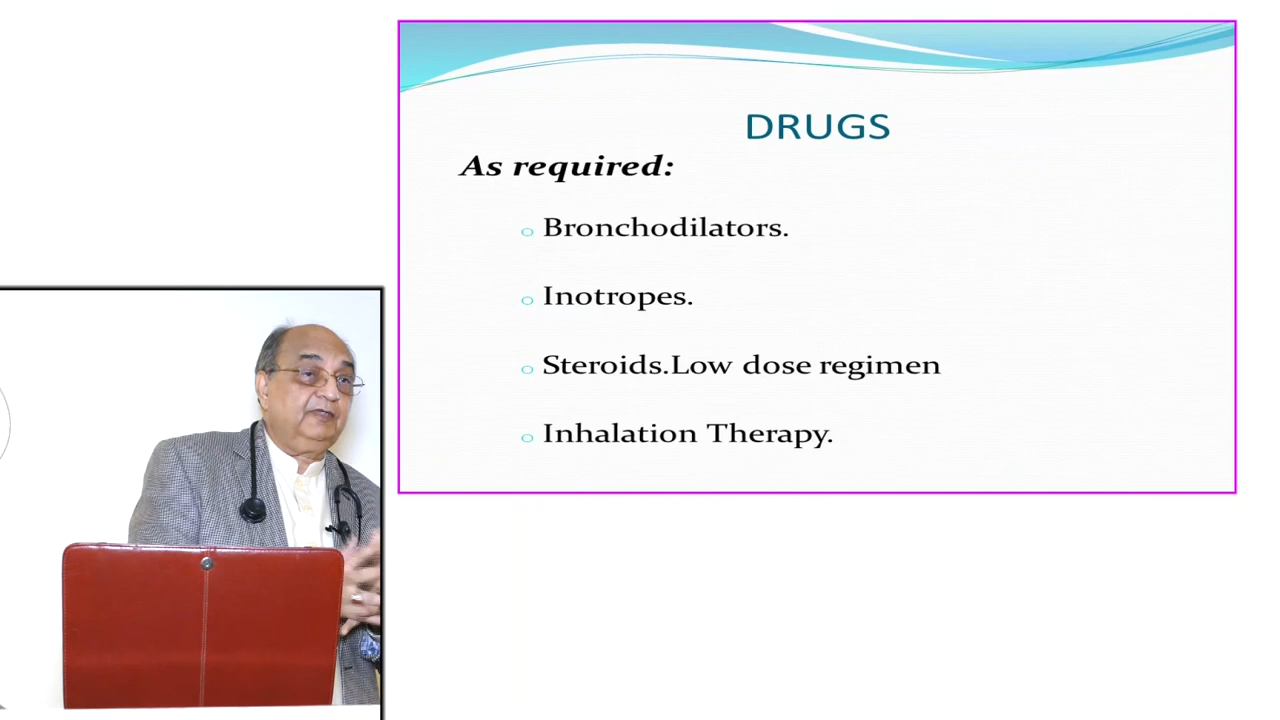 DRUGS
As required:
Bronchodilators.
Inotropes.
Steroids.Low dose regimen
Inhalation Therapy.